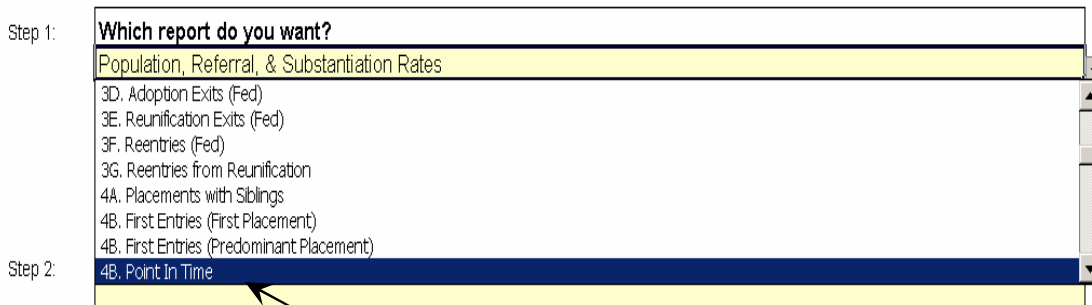 Step 1:
Which report do you want?
Population, Referral, & Substantiation Rates
3D. Adoption Exits (Fed)
3E. Reunification Exits (Fed)
3F. Reentries (Fed)
3G. Reentries from Reunification
4A. Placements with Siblings
4B. First Entries (First Placement)
4B. First Entries (Predominant Placement)
Step 2:
4B. Point In Time